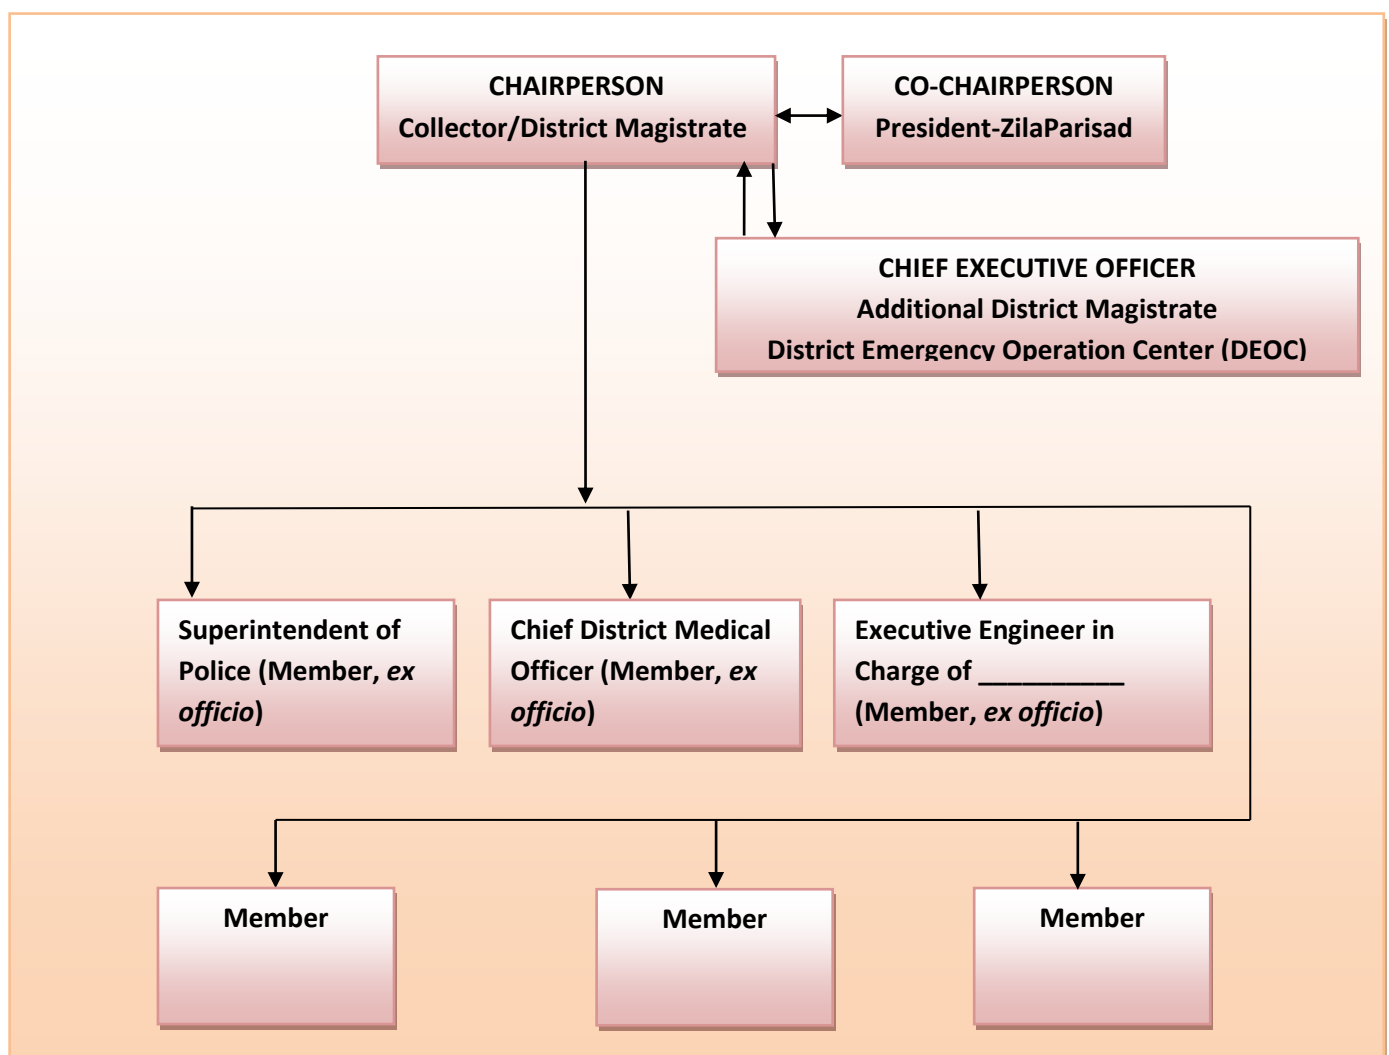 CHAIRPERSON
Collector/District Magistrate
CO-CHAIRPERSON
President-ZilaParisad
CHIEF EXECUTIVE OFFICER
Additional District Magistrate
District Emergency Operation Center (DEOC)
Superintendent of
Police (Member, ex
officio)
Chief District Medical
Officer (Member, ex
officio)
Executive Engineer in
Charge of __________
(Member, ex officio)
Member
Member
Member